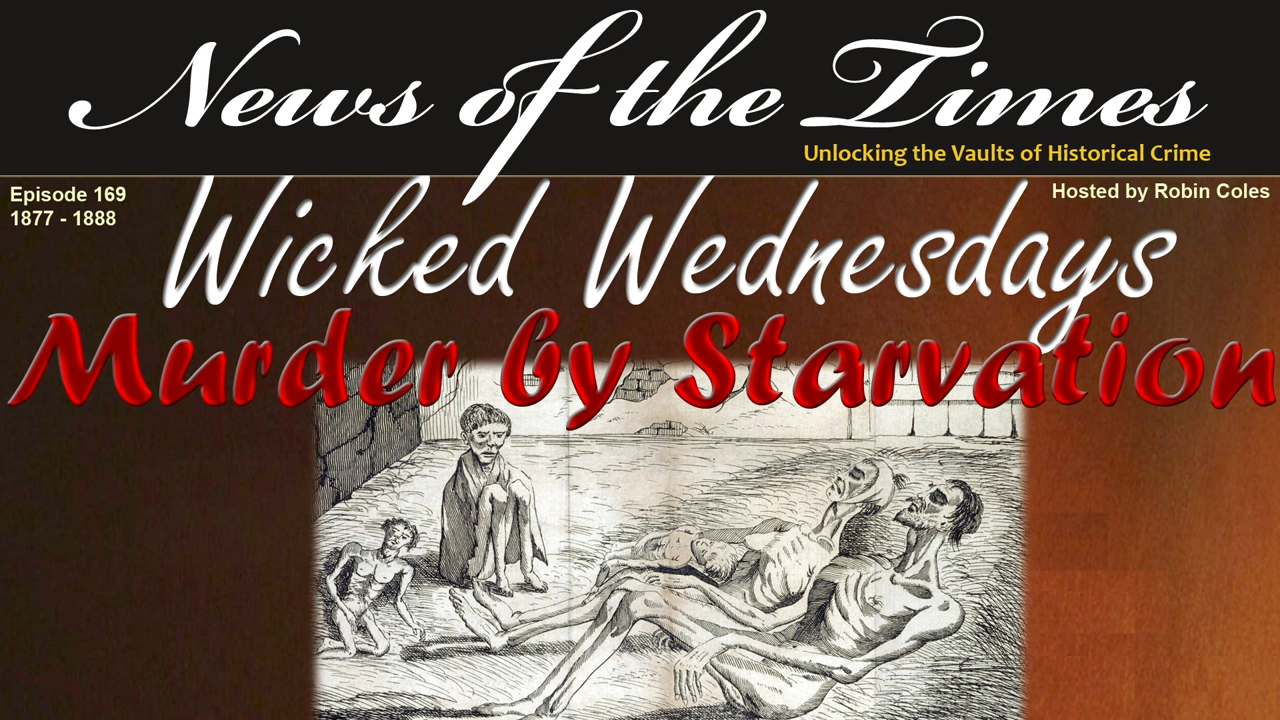 News of the Times
Unlocking the Vaults of Historical Crime
Episode 169
1877 - 1888
Hosted by Robin Coles
Wicked Wednesdays
Murder by Starvation